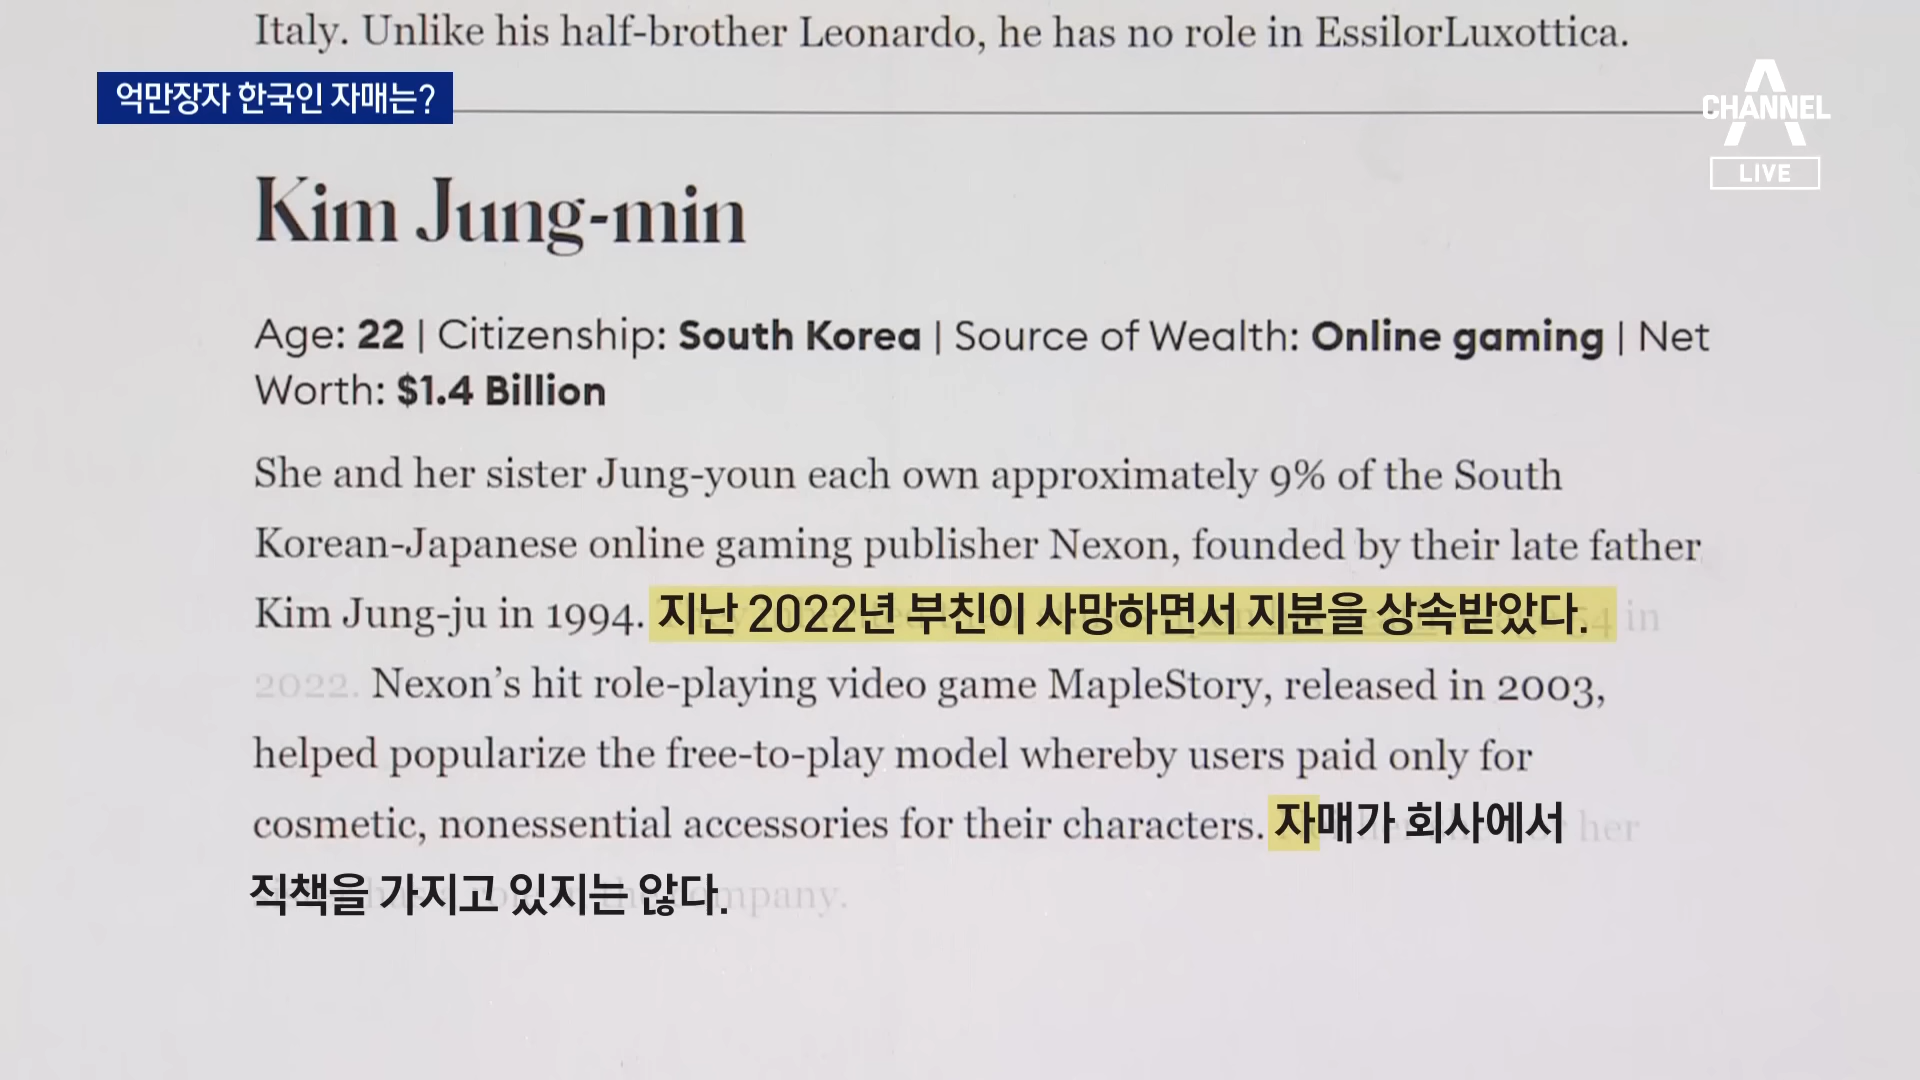 Italy. Unlike his half-brother Leonardo, he has no role in EssilorLuxottica.
억만장자 한국인 자매는?
CHANNEL
LIVE
Kim Jung-min
Age: 22 | Citizenship: South Korea | Source of Wealth: Online gaming | Net
Worth: $1.4 Billion
She and her sister Jung-youn each own approximately 9% of the South
Korean-Japanese online gaming publisher Nexon, founded by their late father
Kim Jung-ju in 1994. 지난 2022년 부친이 사망하면서 지분을 상속받았다. in
2022. Nexon’s hit role-playing video game MapleStory, released in 2003,
helped popularize the free-to-play model whereby users paid only for
cosmetic, nonessential accessories for their characters. 자매가 회사에서 her
직책을 가지고 있지는 않다.